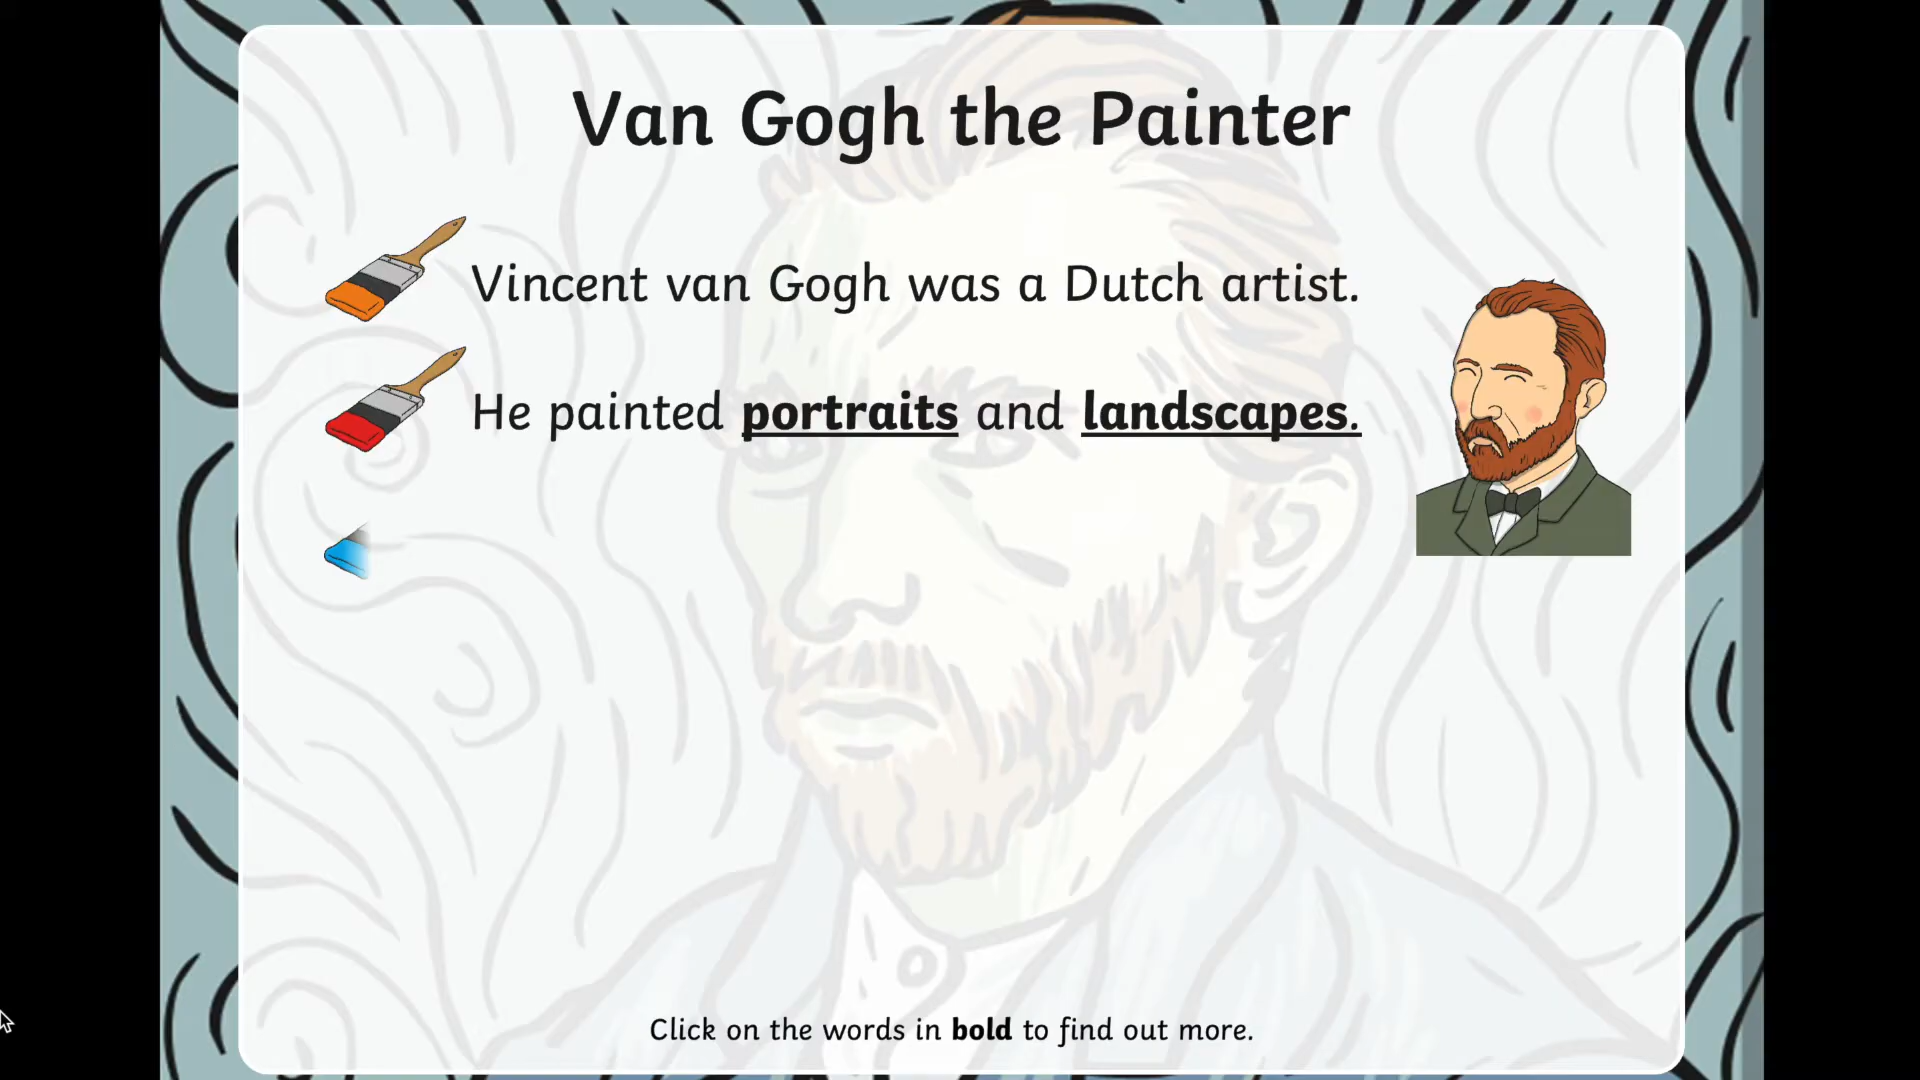 Van Gogh the Painter
Vincent van Gogh was a Dutch artist.
He painted portraits and landscapes.
Click on the words in bold to find out more.